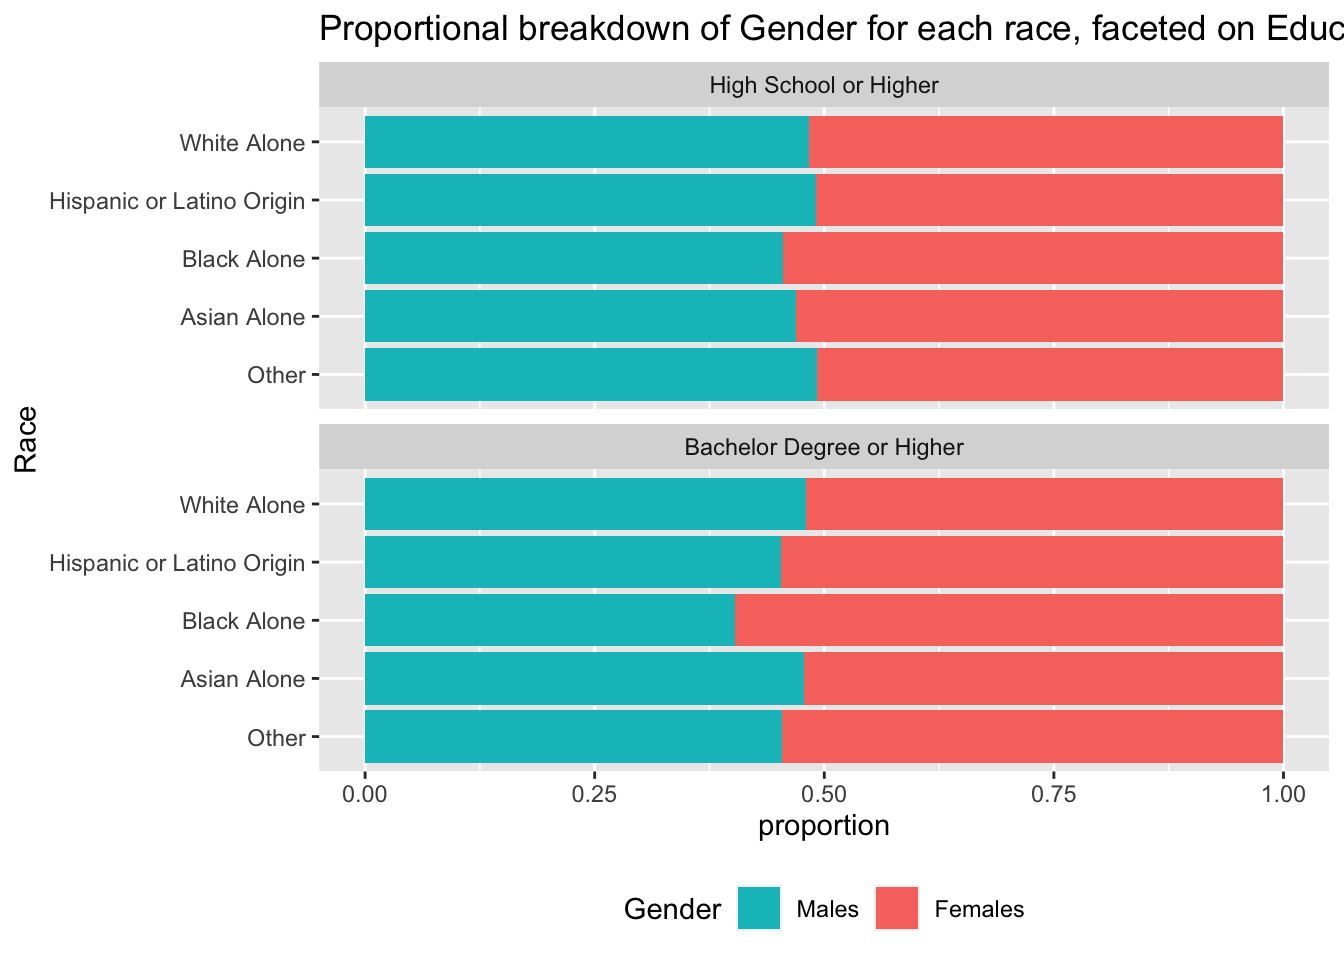 Proportional breakdown of Gender for each race, faceted on Educ
High School or Higher
White Alone
Hispanic or Latino Origin
Black Alone
Asian Alone
Other
Race
Bachelor Degree or Higher
White Alone
Hispanic or Latino Origin
Black Alone
Asian Alone
Other
0.00 0.25 0.50 0.75 1.00
proportion
Gender Males Females